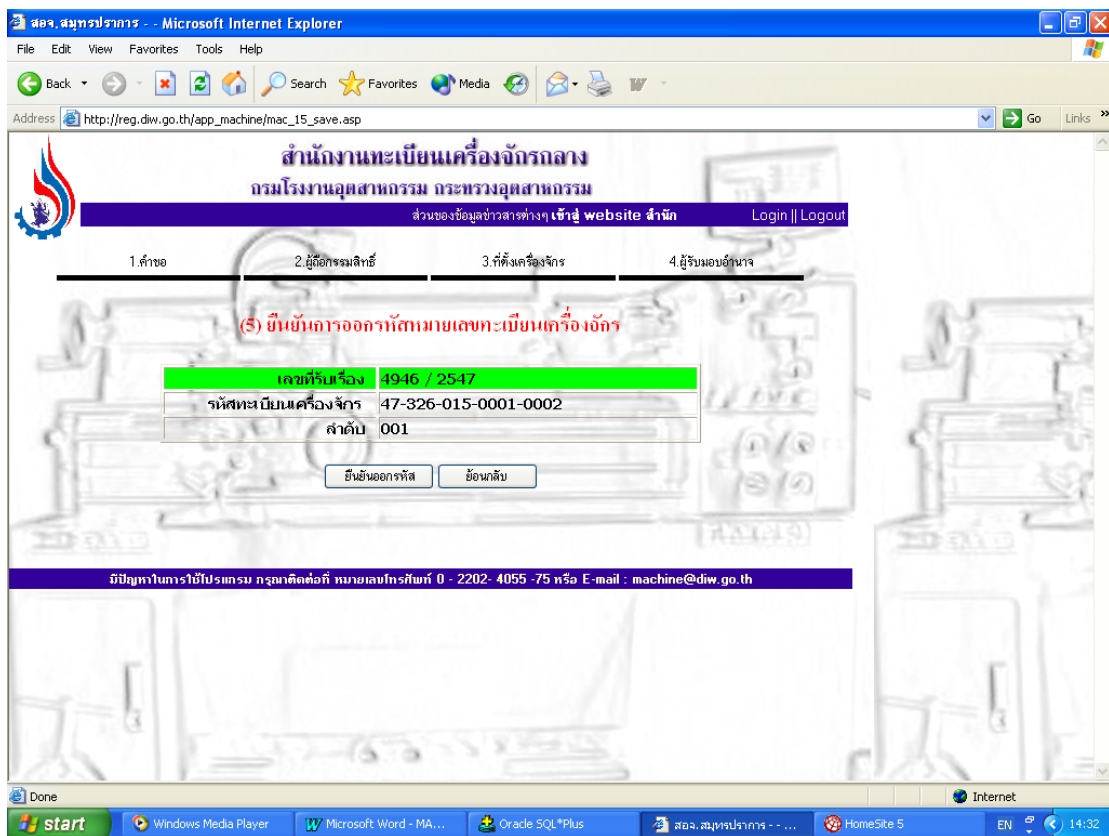 สอจ.สมุทรปราการ - - Microsoft Internet Explorer
File Edit View Favorites Tools Help
Back Search Favorites Media
Address http://reg.diw.go.th/app_machine/mac_15_save.asp Go Links »
สำนักงานทะเบียนเครื่องจักรกลาง
กรมโรงงานอุตสาหกรรม กระทรวงอุตสาหกรรม
ส่วนของข้อมูลข่าวสารต่างๆ เข้าสู่ website สำนัก Login || Logout
1.คำขอ 2.ผู้ถือกรรมสิทธิ์ 3.ที่ตั้งเครื่องจักร 4.ผู้รับมอบอำนาจ
(5) ยืนยันการออกรหัสหมายเลขทะเบียนเครื่องจักร
เลขที่รับเรื่อง 4946 / 2547
รหัสทะเบียนเครื่องจักร 47-326-015-0001-0002
ลำดับ 001
ยืนยันออกรหัส ย้อนกลับ
มีปัญหาในการใช้โปรแกรม กรุณาติดต่อที่ หมายเลขโทรศัพท์ 0 - 2202- 4055 -75 หรือ E-mail : machine@diw.go.th
Done Internet
start Windows Media Player Microsoft Word - MA... Oracle SQL*Plus สอจ.สมุทรปราการ - - ... HomeSite 5 EN 14:32